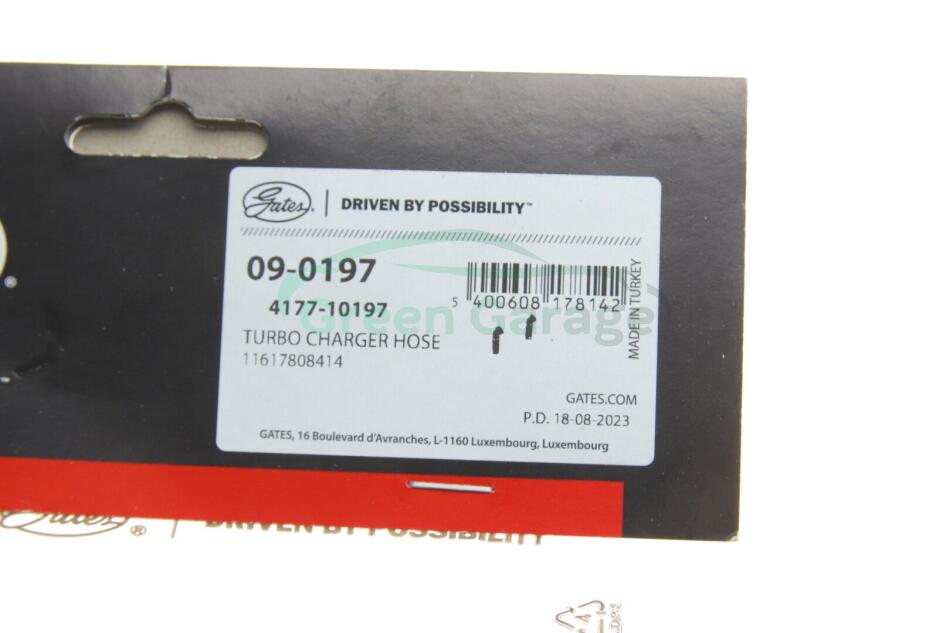 Gates® | DRIVEN BY POSSIBILITY™
09-0197
4177-10197
TURBO CHARGER HOSE
11617808414
5 400608 178142
MADE IN TURKEY
Green Garage
GATES.COM
P.D. 18-08-2023
GATES, 16 Boulevard d'Avranches, L-1160 Luxembourg, Luxembourg
Gates® | DRIVEN BY POSSIBILITY
4